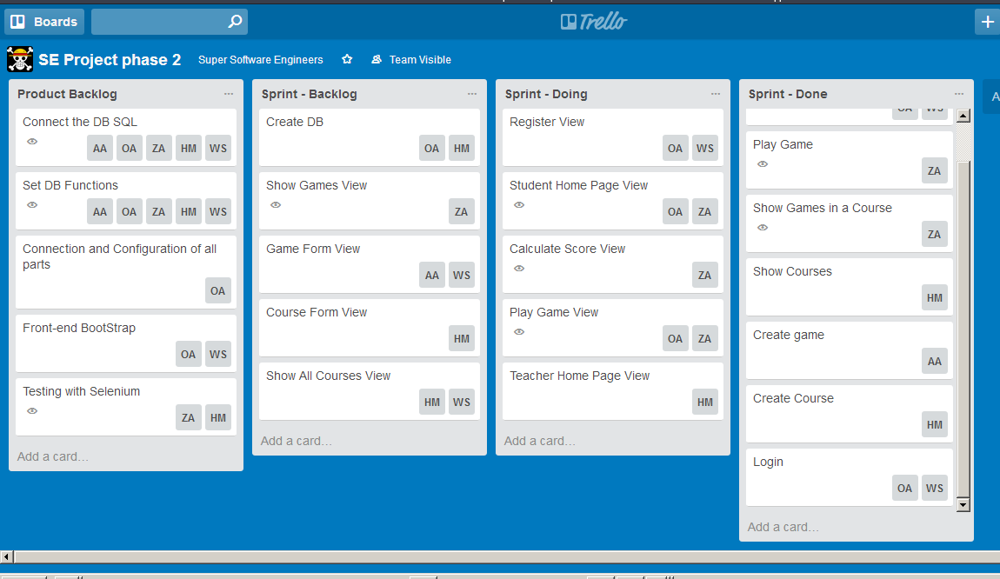 Boards
Trello
+
SE Project phase 2 Super Software Engineers Team Visible
Product Backlog ...
Connect the DB SQL
AA OA ZA HM WS
Set DB Functions
AA OA ZA HM WS
Connection and Configuration of all
parts
OA
Front-end BootStrap
OA WS
Testing with Selenium
ZA HM
Add a card...
Sprint - Backlog ...
Create DB
OA HM
Show Games View
ZA
Game Form View
AA WS
Course Form View
HM
Show All Courses View
HM WS
Add a card...
Sprint - Doing ...
Register View
OA WS
Student Home Page View
OA ZA
Calculate Score View
ZA
Play Game View
OA ZA
Teacher Home Page View
HM
Add a card...
Sprint - Done ...
OA WS
Play Game
ZA
Show Games in a Course
ZA
Show Courses
HM
Create game
AA
Create Course
HM
Login
OA WS
Add a card...
A